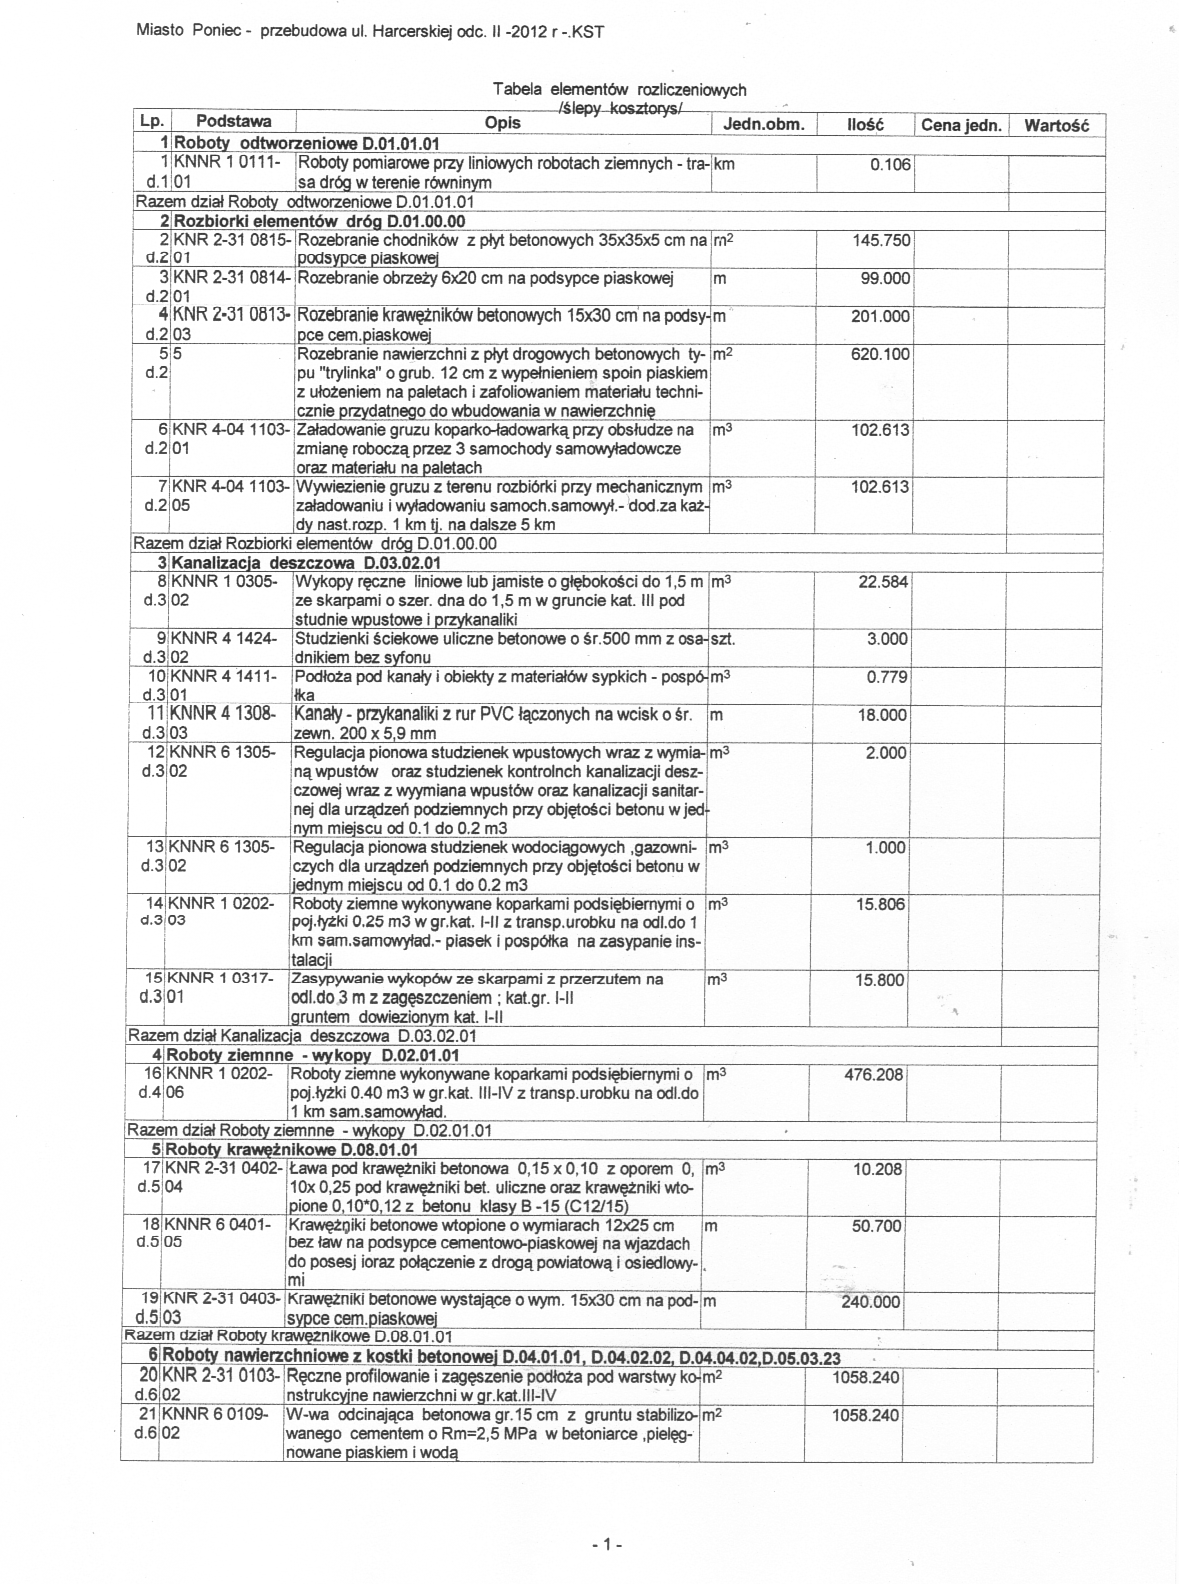 Miasto Poniec - przebudowa ul. Harcerskiej odc. II -2012 r -.KST
Tabela elementów rozliczeniowych
/ślepy kosztorys/
Lp. Podstawa Opis Jedn.obm. Ilość Cena jedn. Wartość
1 Roboty odtworzeniowe D.01.01.01
1 KNNR 1 0111- Roboty pomiarowe przy liniowych robotach ziemnych - tra- km 0.106
d.1 01 sa dróg w terenie równinym
Razem dział Roboty odtworzeniowe D.01.01.01
2 Rozbiorki elementów dróg D.01.00.00
2 KNR 2-31 0815- Rozebranie chodników z płyt betonowych 35x35x5 cm na m2 145.750
d.2 01 podsypce piaskowej
3 KNR 2-31 0814- Rozebranie obrzeży 6x20 cm na podsypce piaskowej m 99.000
d.2 01
4 KNR 2-31 0813- Rozebranie krawężników betonowych 15x30 cm na podsy- m 201.000
d.2 03 pce cem.piaskowej
5 5 Rozebranie nawierzchni z płyt drogowych betonowych ty- m2 620.100
d.2 pu "trylinka" o grub. 12 cm z wypełnieniem spoin piaskiem
z ułożeniem na paletach i zafoliowaniem materiału techni-
cznie przydatnego do wbudowania w nawierzchnię
6 KNR 4-04 1103- Załadowanie gruzu koparko-ładowarką przy obsłudze na m3 102.613
d.2 01 zmianę roboczą przez 3 samochody samowyładowcze
oraz materiału na paletach
7 KNR 4-04 1103- Wywiezienie gruzu z terenu rozbiórki przy mechanicznym m3 102.613
d.2 05 załadowaniu i wyładowaniu samoch.samowył.- dod.za każ-
dy nast.rozp. 1 km tj. na dalsze 5 km
Razem dział Rozbiorki elementów dróg D.01.00.00
3 Kanalizacja deszczowa D.03.02.01
8 KNNR 1 0305- Wykopy ręczne liniowe lub jamiste o głębokości do 1,5 m m3 22.584
d.3 02 ze skarpami o szer. dna do 1,5 m w gruncie kat. III pod
studnie wpustowe i przykanaliki
9 KNNR 4 1424- Studzienki ściekowe uliczne betonowe o śr.500 mm z osa- szt. 3.000
d.3 02 dnikiem bez syfonu
10 KNNR 4 1411- Podłoża pod kanały i obiekty z materiałów sypkich - pospó- m3 0.779
d.3 01 łka
11 KNNR 4 1308- Kanały - przykanaliki z rur PVC łączonych na wcisk o śr. m 18.000
d.3 03 zewn. 200 x 5,9 mm
12 KNNR 6 1305- Regulacja pionowa studzienek wpustowych wraz z wymia- m3 2.000
d.3 02 ną wpustów oraz studzienek kontrolnch kanalizacji desz-
czowej wraz z wyymiana wpustów oraz kanalizacji sanitar-
nej dla urządzeń podziemnych przy objętości betonu w jed-
nym miejscu od 0.1 do 0.2 m3
13 KNNR 6 1305- Regulacja pionowa studzienek wodociągowych ,gazowni- m3 1.000
d.3 02 czych dla urządzeń podziemnych przy objętości betonu w
jednym miejscu od 0.1 do 0.2 m3
14 KNNR 1 0202- Roboty ziemne wykonywane koparkami podsiębiernymi o m3 15.806
d.3 03 poj.łyżki 0.25 m3 w gr.kat. I-II z transp.urobku na odl.do 1
km sam.samowyład.- piasek i pospółka na zasypanie ins-
talacji
15 KNNR 1 0317- Zasypywanie wykopów ze skarpami z przerzutem na m3 15.800
d.3 01 odl.do 3 m z zagęszczeniem ; kat.gr. I-II
gruntem dowiezionym kat. I-II
Razem dział Kanalizacja deszczowa D.03.02.01
4 Roboty ziemnne - wykopy D.02.01.01
16 KNNR 1 0202- Roboty ziemne wykonywane koparkami podsiębiernymi o m3 476.208
d.4 06 poj.łyżki 0.40 m3 w gr.kat. III-IV z transp.urobku na odl.do
1 km sam.samowyład.
Razem dział Roboty ziemnne - wykopy D.02.01.01
5 Roboty krawężnikowe D.08.01.01
17 KNR 2-31 0402- Ława pod krawężniki betonowa 0,15 x 0,10 z oporem 0, m3 10.208
d.5 04 10x 0,25 pod krawężniki bet. uliczne oraz krawężniki wto-
pione 0,10*0,12 z betonu klasy B -15 (C12/15)
18 KNNR 6 0401- Krawężniki betonowe wtopione o wymiarach 12x25 cm m 50.700
d.5 05 bez ław na podsypce cementowo-piaskowej na wjazdach
do posesj ioraz połączenie z drogą powiatową i osiedlowy-
mi
19 KNR 2-31 0403- Krawężniki betonowe wystające o wym. 15x30 cm na pod- m 240.000
d.5 03 sypce cem.piaskowej
Razem dział Roboty krawężnikowe D.08.01.01
6 Roboty nawierzchniowe z kostki betonowej D.04.01.01, D.04.02.02, D.04.04.02,D.05.03.23
20 KNR 2-31 0103- Ręczne profilowanie i zagęszenie podłoża pod warstwy ko- m2 1058.240
d.6 02 nstrukcyjne nawierzchni w gr.kat.III-IV
21 KNNR 6 0109- W-wa odcinająca betonowa gr.15 cm z gruntu stabilizo- m2 1058.240
d.6 02 wanego cementem o Rm=2,5 MPa w betoniarce ,pielęg-
nowane piaskiem i wodą
- 1 -